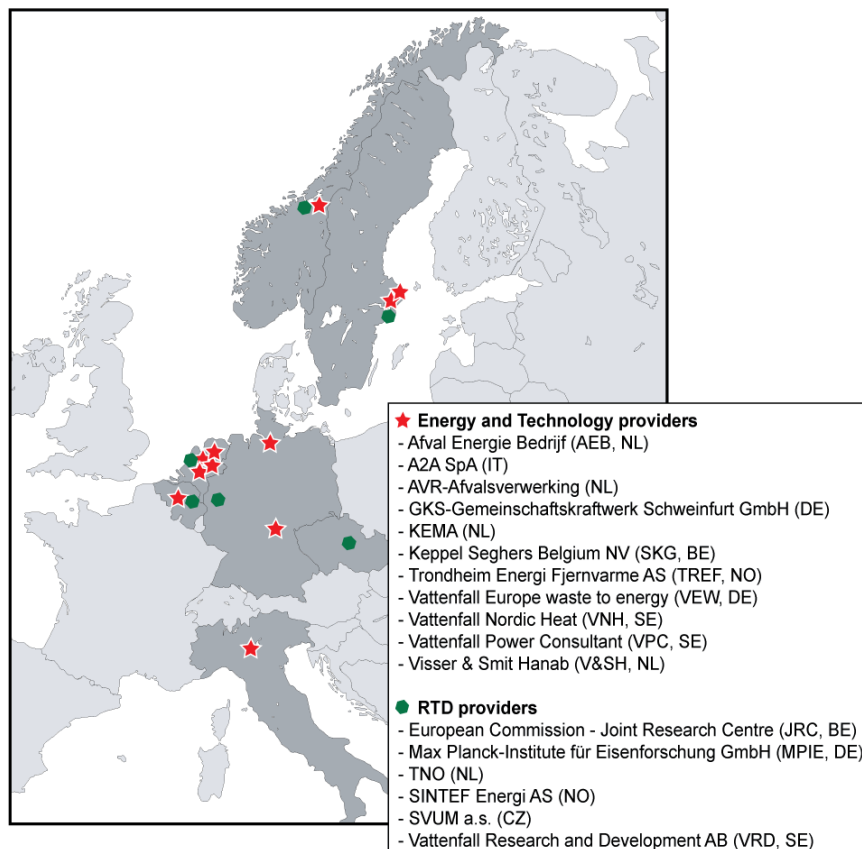 Energy and Technology providers
- Afval Energie Bedrijf (AEB, NL)
- A2A SpA (IT)
- AVR-Afvalsverwerking (NL)
- GKS-Gemeinschaftskraftwerk Schweinfurt GmbH (DE)
- KEMA (NL)
- Keppel Seghers Belgium NV (SKG, BE)
- Trondheim Energi Fjernvarme AS (TREF, NO)
- Vattenfall Europe waste to energy (VEW, DE)
- Vattenfall Nordic Heat (VNH, SE)
- Vattenfall Power Consultant (VPC, SE)
- Visser & Smit Hanab (V&SH, NL)
RTD providers
- European Commission - Joint Research Centre (JRC, BE)
- Max Planck-Institute für Eisenforschung GmbH (MPIE, DE)
- TNO (NL)
- SINTEF Energi AS (NO)
- SVUM a.s. (CZ)
- Vattenfall Research and Development AB (VRD, SE)